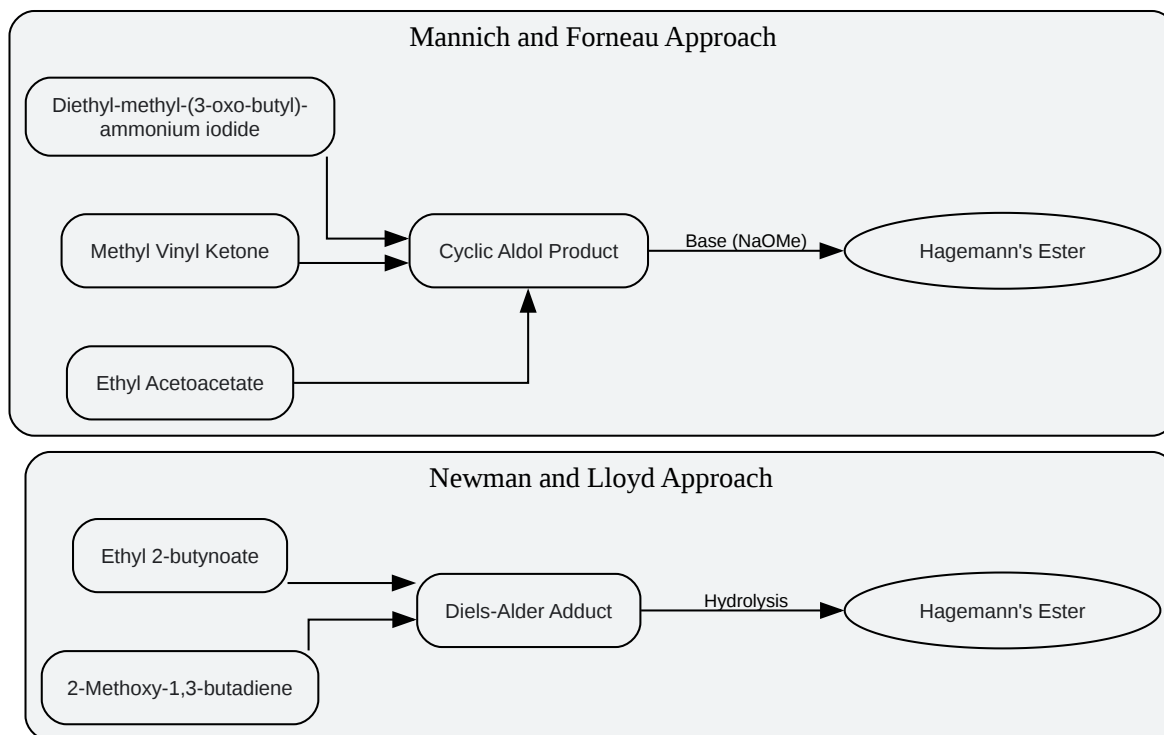 Mannich and Forneau Approach
Diethyl-methyl-(3-oxo-butyl)-
ammonium iodide
Methyl Vinyl Ketone
Cyclic Aldol Product
Base (NaOMe)
Hagemann's Ester
Ethyl Acetoacetate
Newman and Lloyd Approach
Ethyl 2-butynoate
Diels-Alder Adduct
Hydrolysis
Hagemann's Ester
2-Methoxy-1,3-butadiene